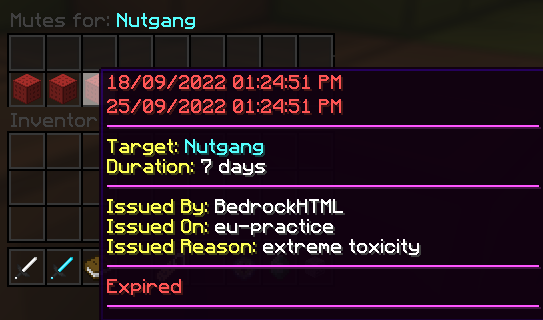 Mutes for: Nutgang
18/09/2022 01:24:51 PM
25/09/2022 01:24:51 PM
Inventor
Target: Nutgang
Duration: 7 days
Issued By: BedrockHTML
Issued On: eu-practice
Issued Reason: extreme toxicity
Expired